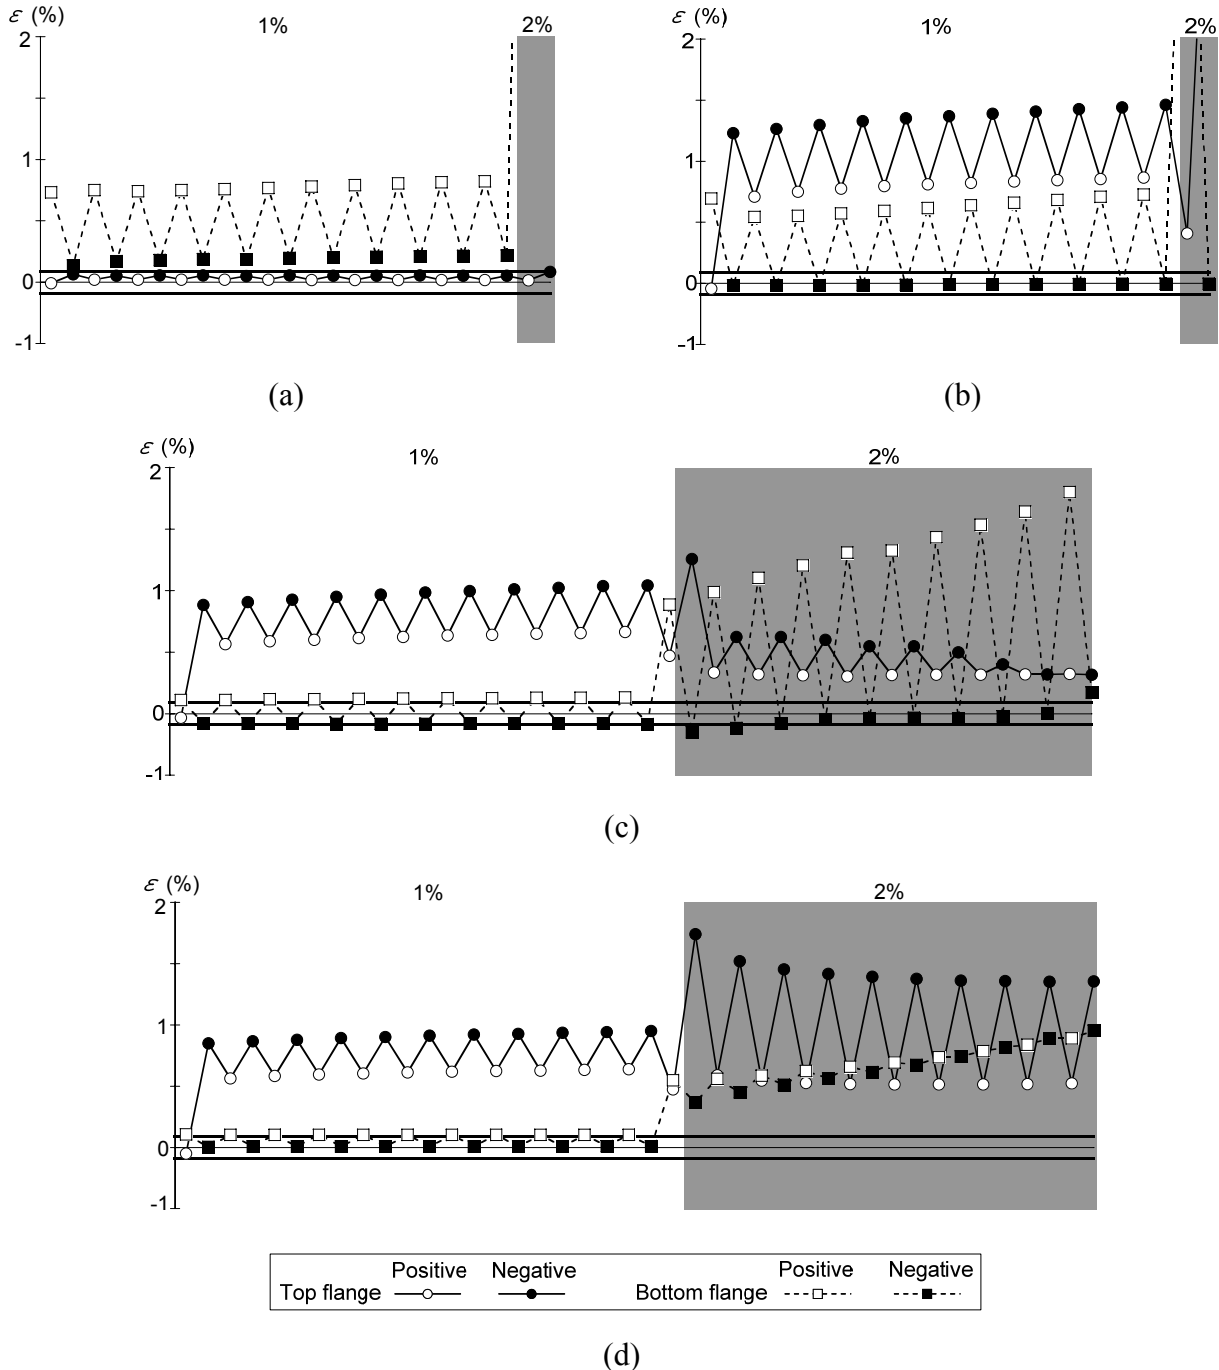 ε (%)
1%
2%
2
1
0
-1
(a)
ε (%)
1%
2%
2
1
0
-1
(b)
ε (%)
1%
2%
2
1
0
-1
(c)
ε (%)
1%
2%
2
1
0
-1
Positive Negative Positive Negative
Top flange Bottom flange
(d)